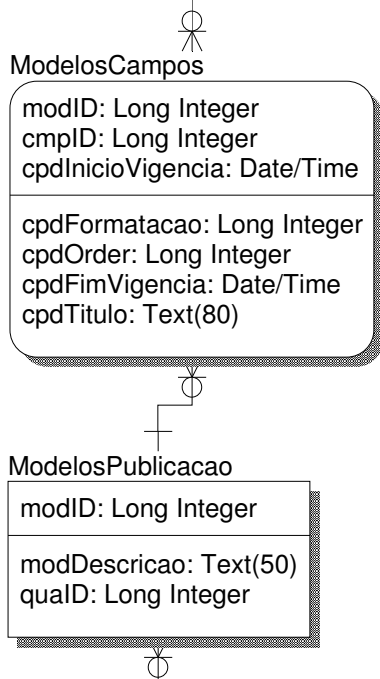 ModelosCampos
modID: Long Integer
cmpID: Long Integer
cpdInicioVigencia: Date/Time
cpdFormatacao: Long Integer
cpdOrder: Long Integer
cpdFimVigencia: Date/Time
cpdTitulo: Text(80)
ModelosPublicacao
modID: Long Integer
modDescricao: Text(50)
quaID: Long Integer